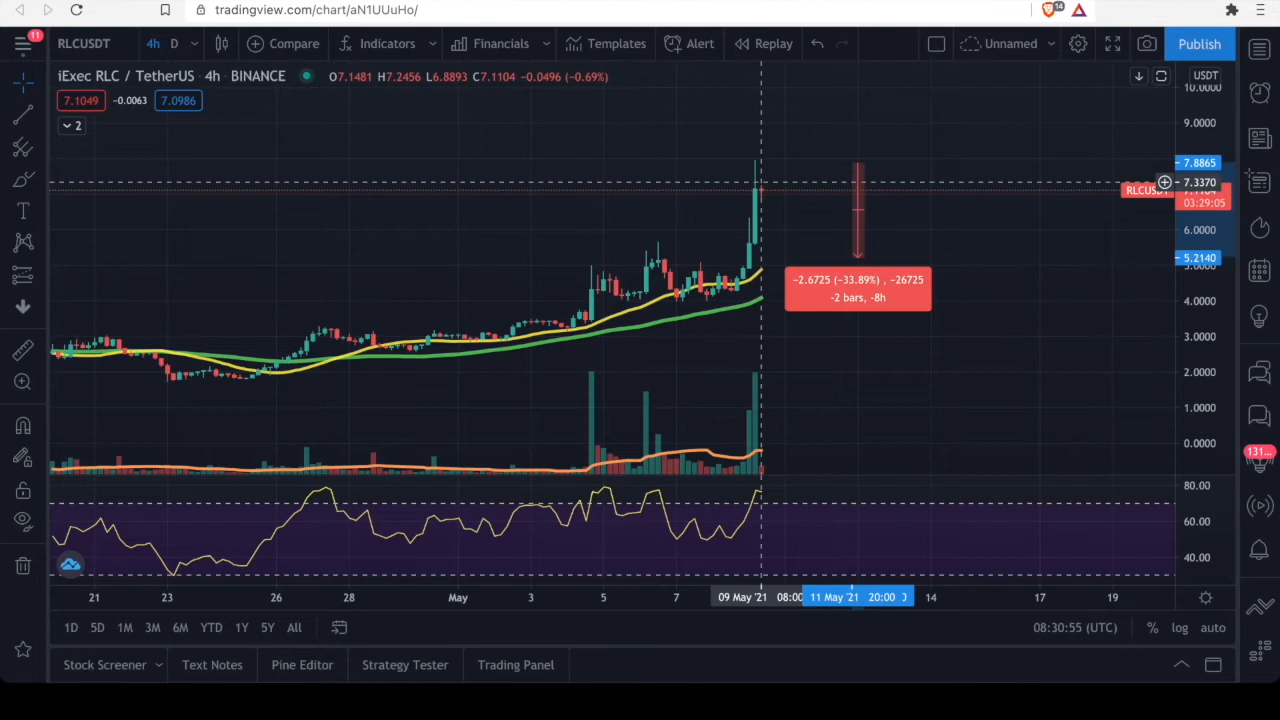 14
tradingview.com/chart/aN1UUuHo/
11
RLCUSDT 4h D Compare Indicators Financials Templates Alert Replay Unnamed Publish
iExec RLC / TetherUS · 4h · BINANCE O7.1481 H7.2456 L6.8893 C7.1104 −0.0496 (−0.69%) USDT
7.1049 -0.0063 7.0986
2
10.0000
9.0000
7.8865
7.3370
03:29:05
6.0000
5.2140
−2.6725 (−33.89%) , −26725
-2 bars, -8h
4.0000
3.0000
2.0000
1.0000
0.0000
131...
80.00
60.00
40.00
21 23 26 28 May 3 5 7 09 May '21 08:00 11 May '21 20:00 14 17 19
1D 5D 1M 3M 6M YTD 1Y 5Y All 08:30:55 (UTC) % log auto
Stock Screener Text Notes Pine Editor Strategy Tester Trading Panel